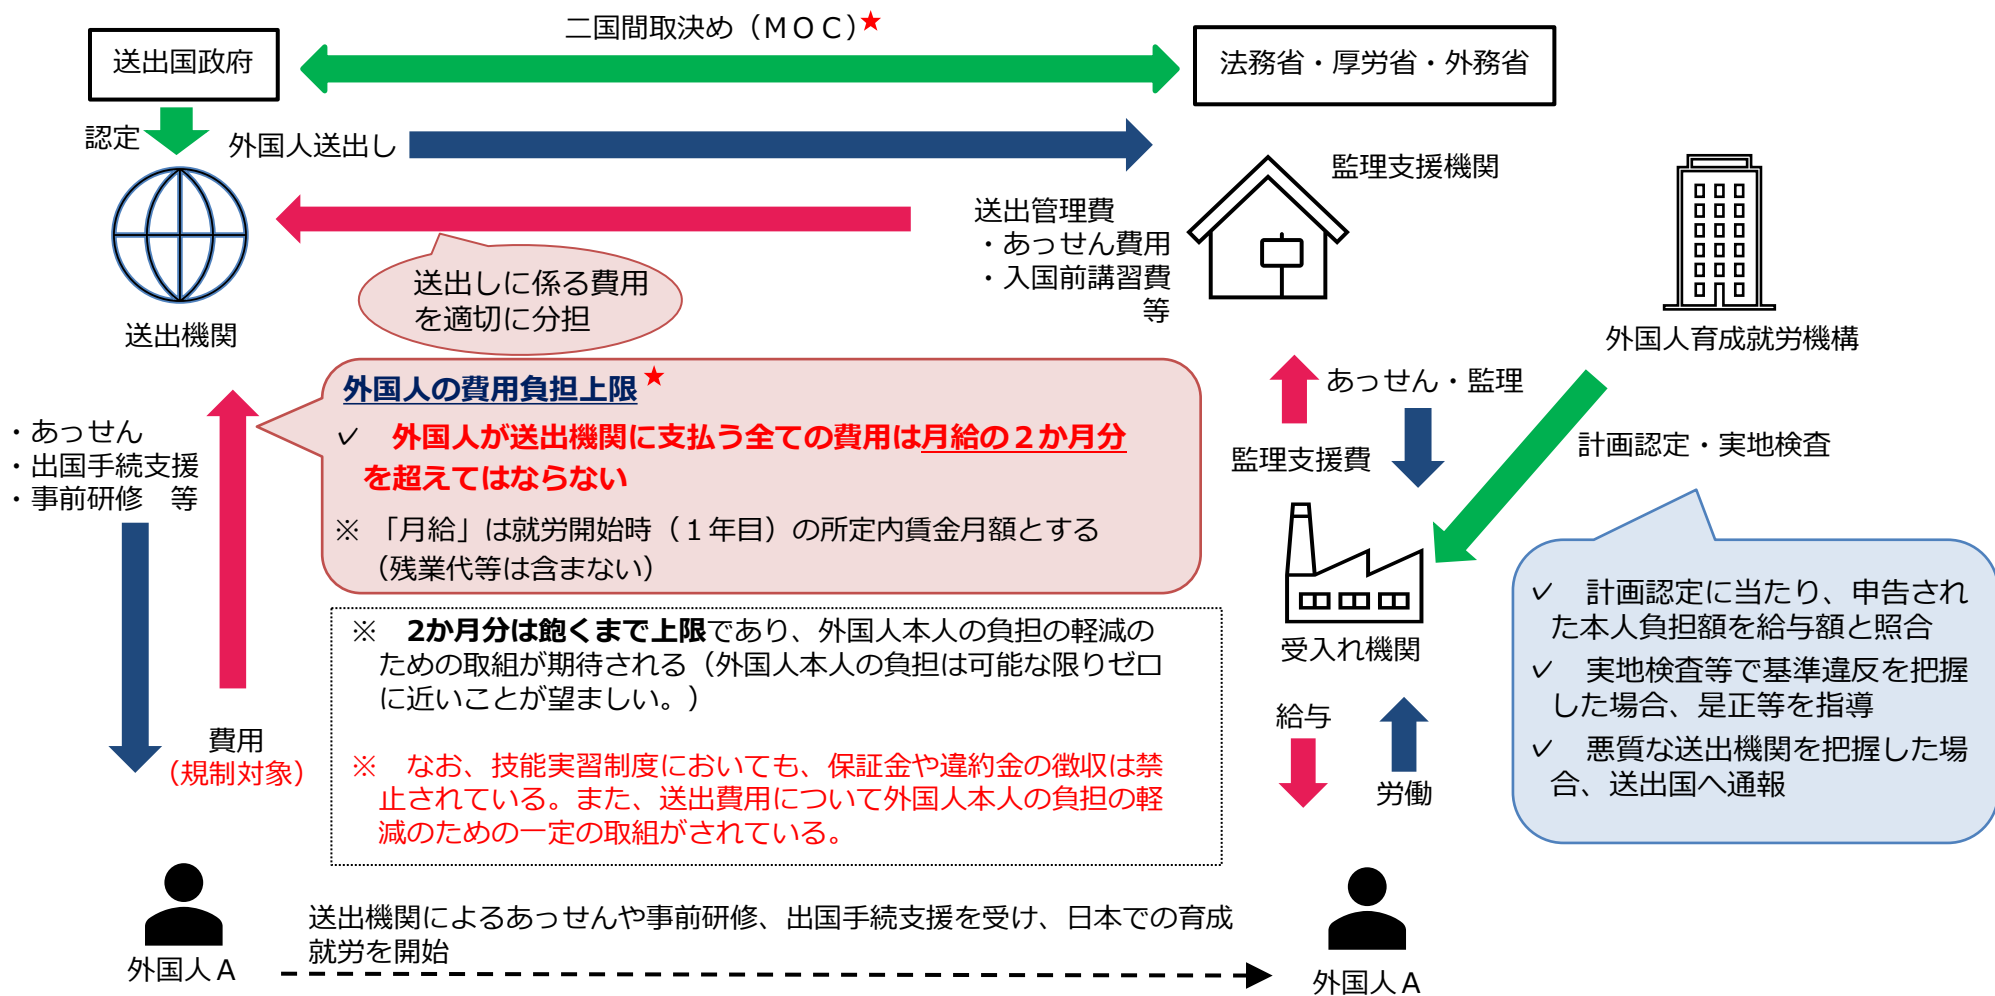 二国間取決め（ＭＯＣ）★
送出国政府
法務省・厚労省・外務省
認定
外国人送出し
監理支援機関
送出管理費
・あっせん費用
・入国前講習費
等
送出しに係る費用
を適切に分担
送出機関
外国人育成就労機構
外国人の費用負担上限★
✓　外国人が送出機関に支払う全ての費用は月給の２か月分
を超えてはならない
※　「月給」は就労開始時（１年目）の所定内賃金月額とする
（残業代等は含まない）
・あっせん
・出国手続支援
・事前研修　等
あっせん・監理
監理支援費
計画認定・実地検査
受入れ機関
✓　計画認定に当たり、申告され
た本人負担額を給与額と照合
✓　実地検査等で基準違反を把握
した場合、是正等を指導
✓　悪質な送出機関を把握した場
合、送出国へ通報
※　2か月分は飽くまで上限であり、外国人本人の負担の軽減の
ための取組が期待される（外国人本人の負担は可能な限りゼロ
に近いことが望ましい。）
※　なお、技能実習制度においても、保証金や違約金の徴収は禁
止されている。また、送出費用について外国人本人の負担の軽
減のための一定の取組がされている。
費用
（規制対象）
給与
労働
送出機関によるあっせんや事前研修、出国手続支援を受け、日本での育成
就労を開始
外国人Ａ
外国人Ａ